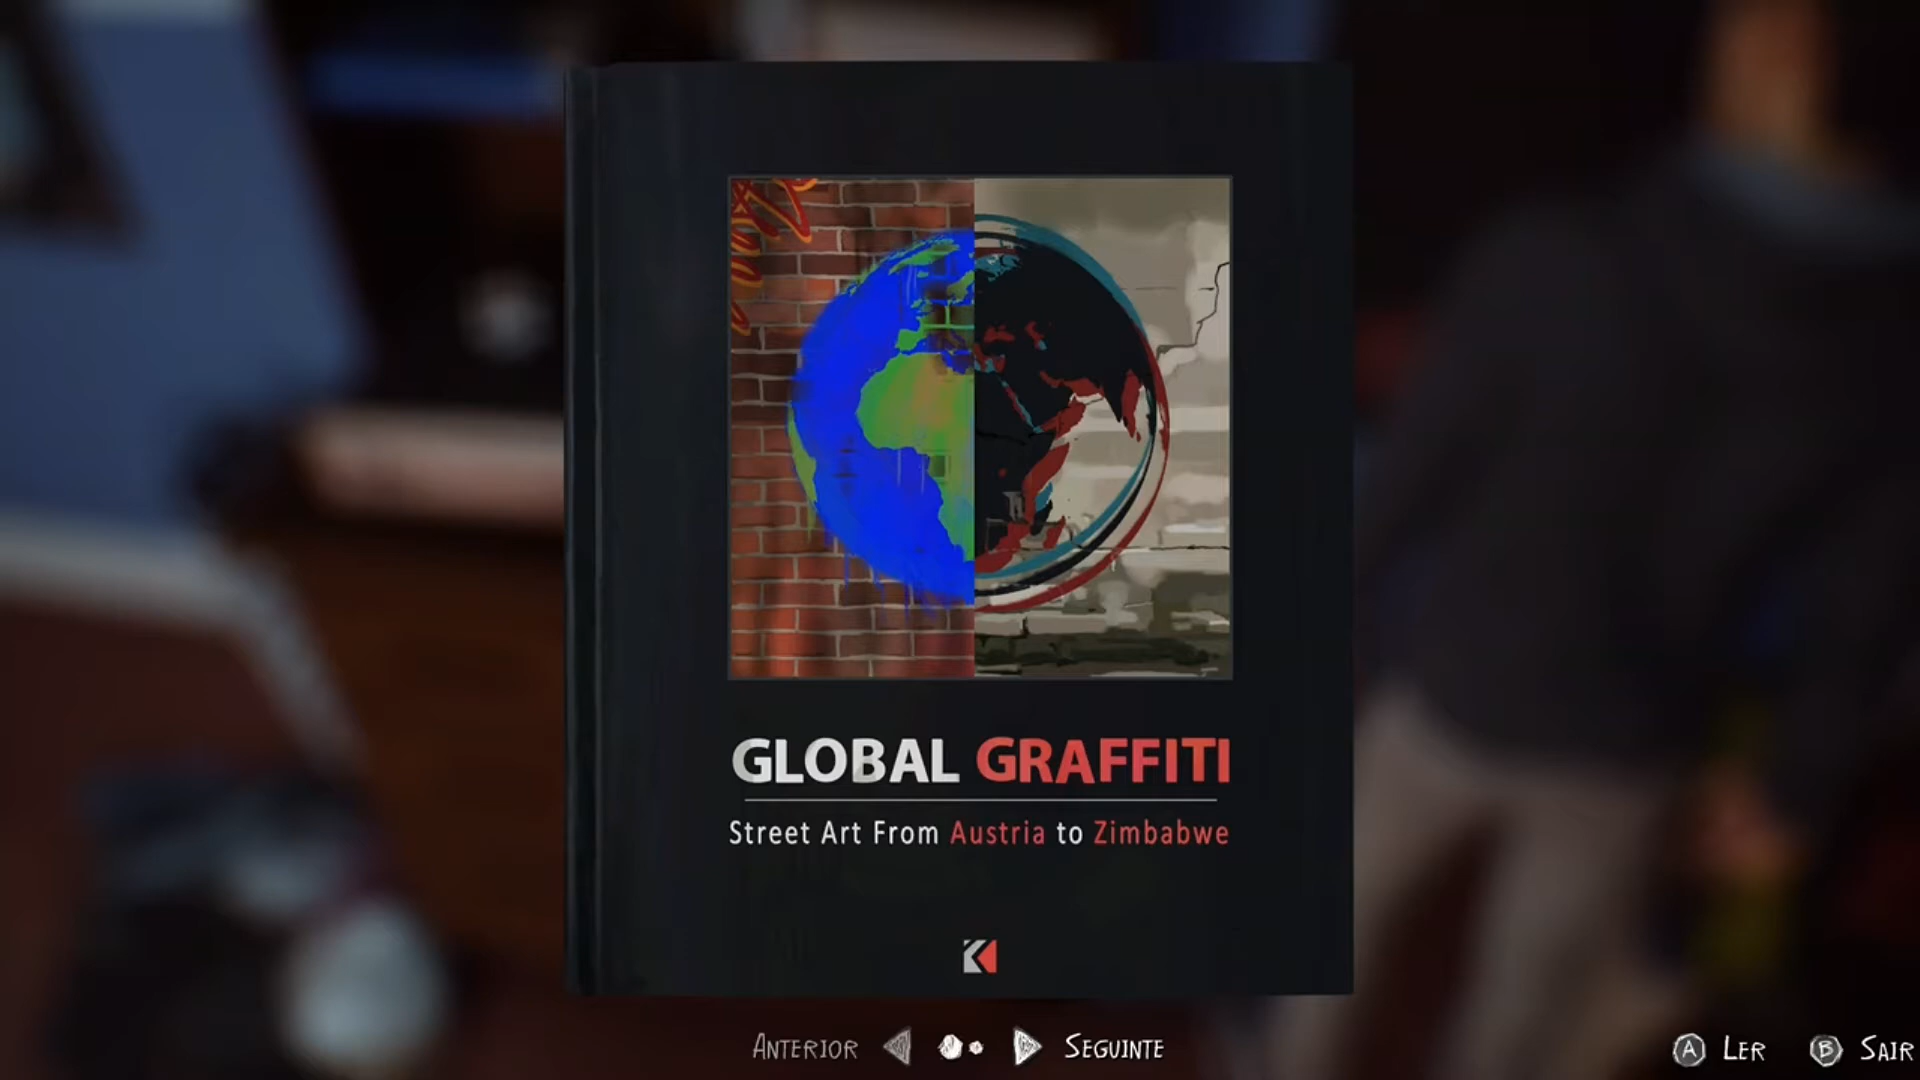 GLOBAL GRAFFITI
Street Art From Austria to Zimbabwe
ANTERIOR SEGUINTE
A LER B SAIR